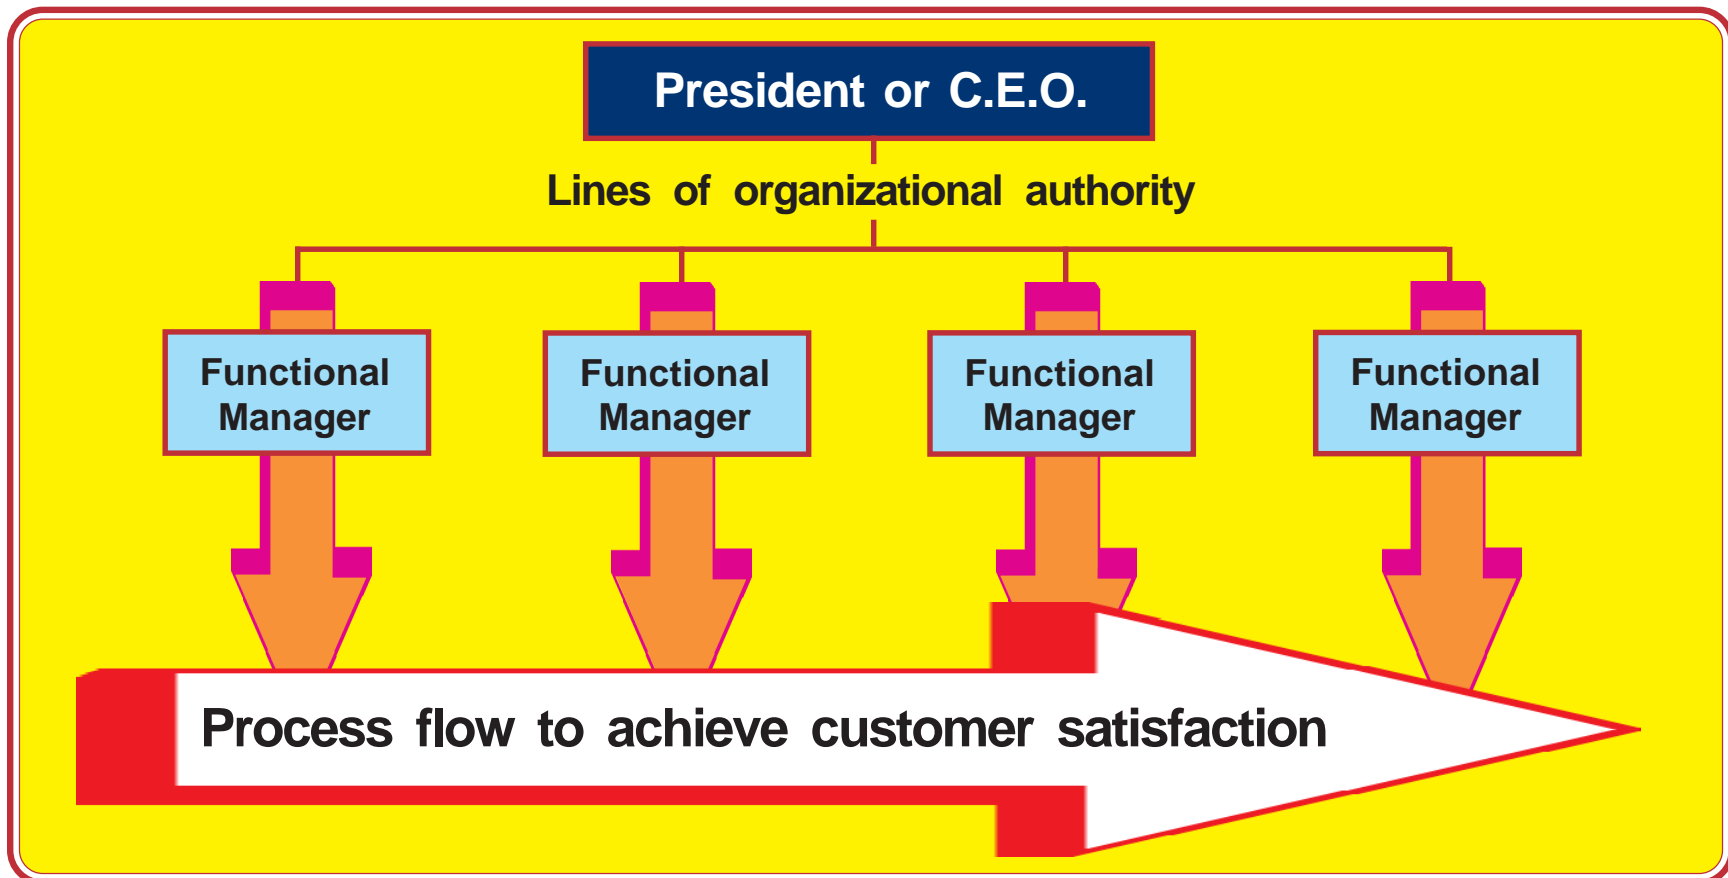 President or C.E.O.
Lines of organizational authority
Functional
Manager
Functional
Manager
Functional
Manager
Functional
Manager
Process flow to achieve customer satisfaction